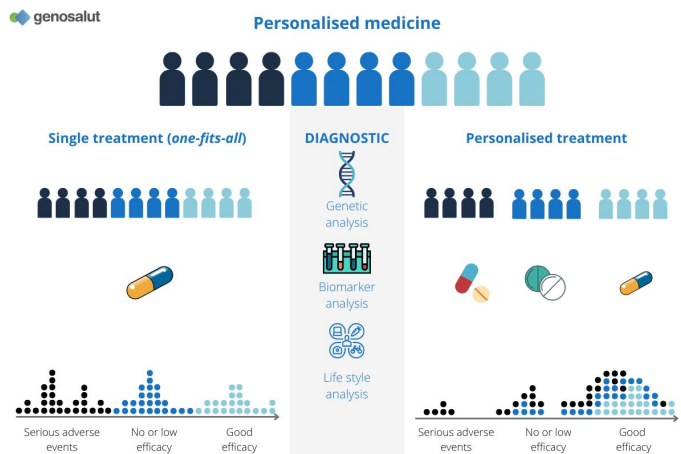 genosalut
Personalised medicine
Single treatment (one-fits-all)
DIAGNOSTIC
Personalised treatment
Genetic
analysis
Biomarker
analysis
Life style
analysis
Serious adverse
events
No or low
efficacy
Good
efficacy
Serious adverse
events
No or low
efficacy
Good
efficacy